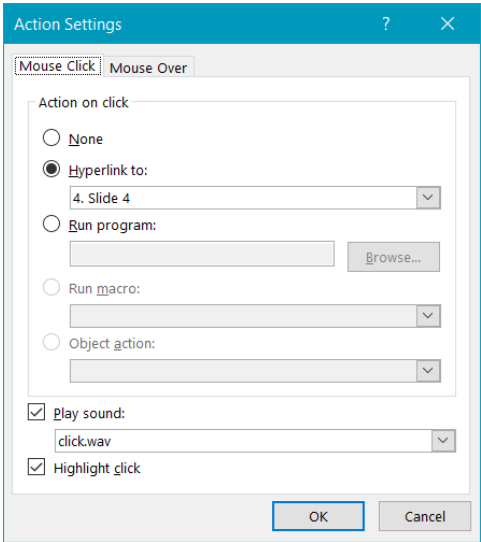 Action Settings ?
Mouse Click Mouse Over
Action on click
None
Hyperlink to:
4. Slide 4
Run program:
Browse...
Run macro:
Object action:
Play sound:
click.wav
Highlight click
OK Cancel